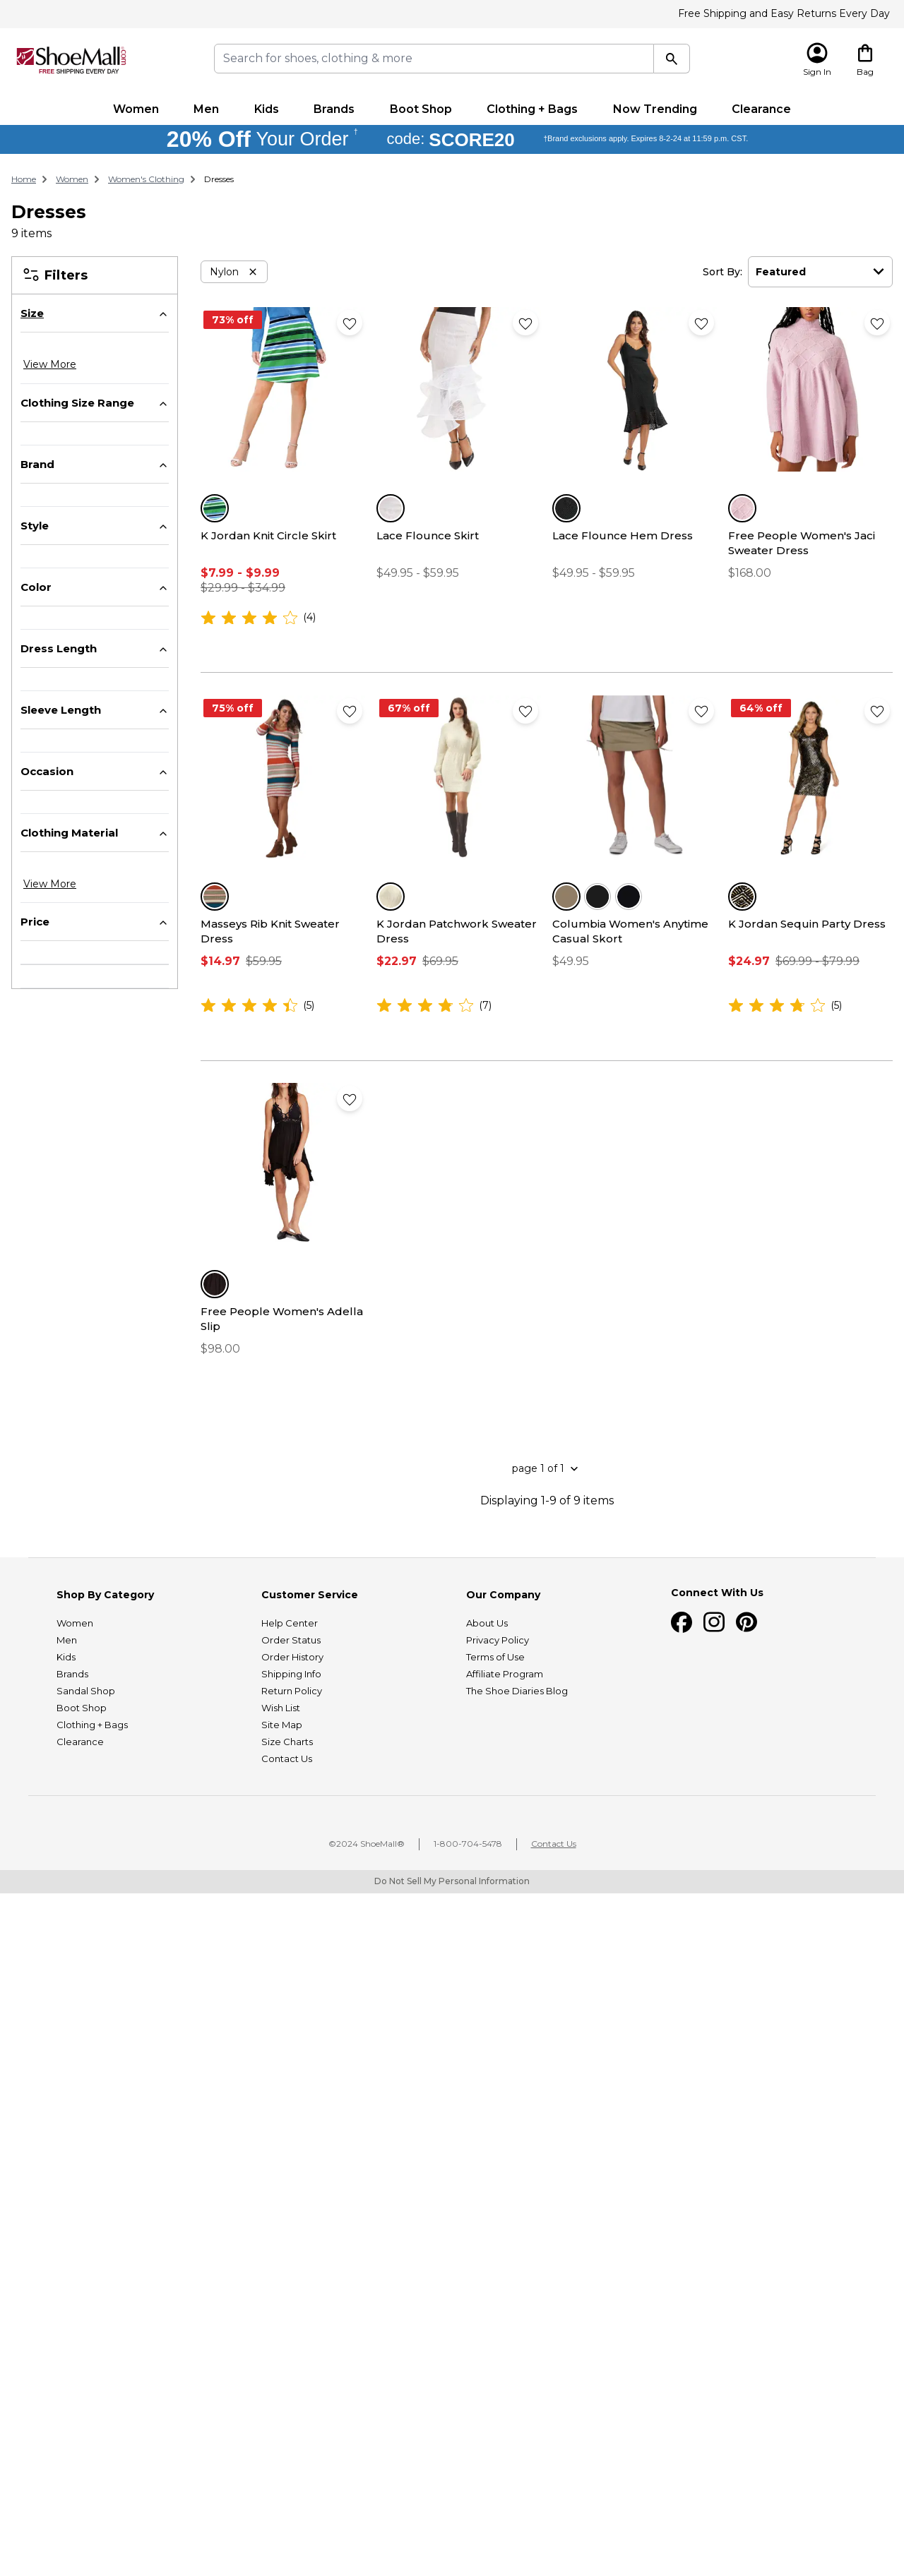 Free Shipping and Easy Returns Every Day
ShoeMall.com
FREE SHIPPING EVERY DAY
Search for shoes, clothing & more
Sign In
Bag
Women Men Kids Brands Boot Shop Clothing + Bags Now Trending Clearance
20% Off Your Order † code: SCORE20 †Brand exclusions apply. Expires 8-2-24 at 11:59 p.m. CST.
Home > Women > Women's Clothing > Dresses
Dresses
9 items
Filters
Size
View More
Clothing Size Range
Brand
Style
Color
Dress Length
Sleeve Length
Occasion
Clothing Material
View More
Price
Nylon ×
Sort By: Featured
73% off
K Jordan Knit Circle Skirt
$7.99 - $9.99
$29.99 - $34.99
(4)
Lace Flounce Skirt
$49.95 - $59.95
Lace Flounce Hem Dress
$49.95 - $59.95
Free People Women's Jaci
Sweater Dress
$168.00
75% off
Masseys Rib Knit Sweater
Dress
$14.97 $59.95
(5)
67% off
K Jordan Patchwork Sweater
Dress
$22.97 $69.95
(7)
Columbia Women's Anytime
Casual Skort
$49.95
64% off
K Jordan Sequin Party Dress
$24.97 $69.99 - $79.99
(5)
Free People Women's Adella
Slip
$98.00
page 1 of 1
Displaying 1-9 of 9 items
Shop By Category
Women
Men
Kids
Brands
Sandal Shop
Boot Shop
Clothing + Bags
Clearance
Customer Service
Help Center
Order Status
Order History
Shipping Info
Return Policy
Wish List
Site Map
Size Charts
Contact Us
Our Company
About Us
Privacy Policy
Terms of Use
Affiliate Program
The Shoe Diaries Blog
Connect With Us
©2024 ShoeMall® 1-800-704-5478 Contact Us
Do Not Sell My Personal Information